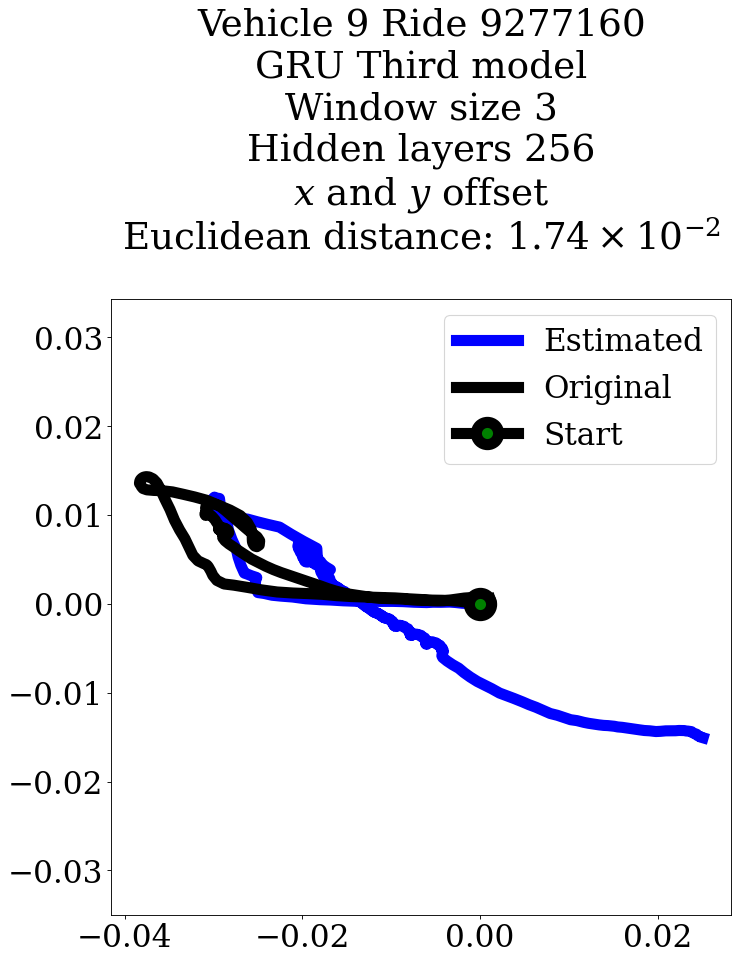 Vehicle 9 Ride 9277160
GRU Third model
Window size 3
Hidden layers 256
x and y offset
Euclidean distance: 1.74 × 10⁻²
Estimated
Original
Start
0.03
0.02
0.01
0.00
−0.01
−0.02
−0.03
−0.04 −0.02 0.00 0.02